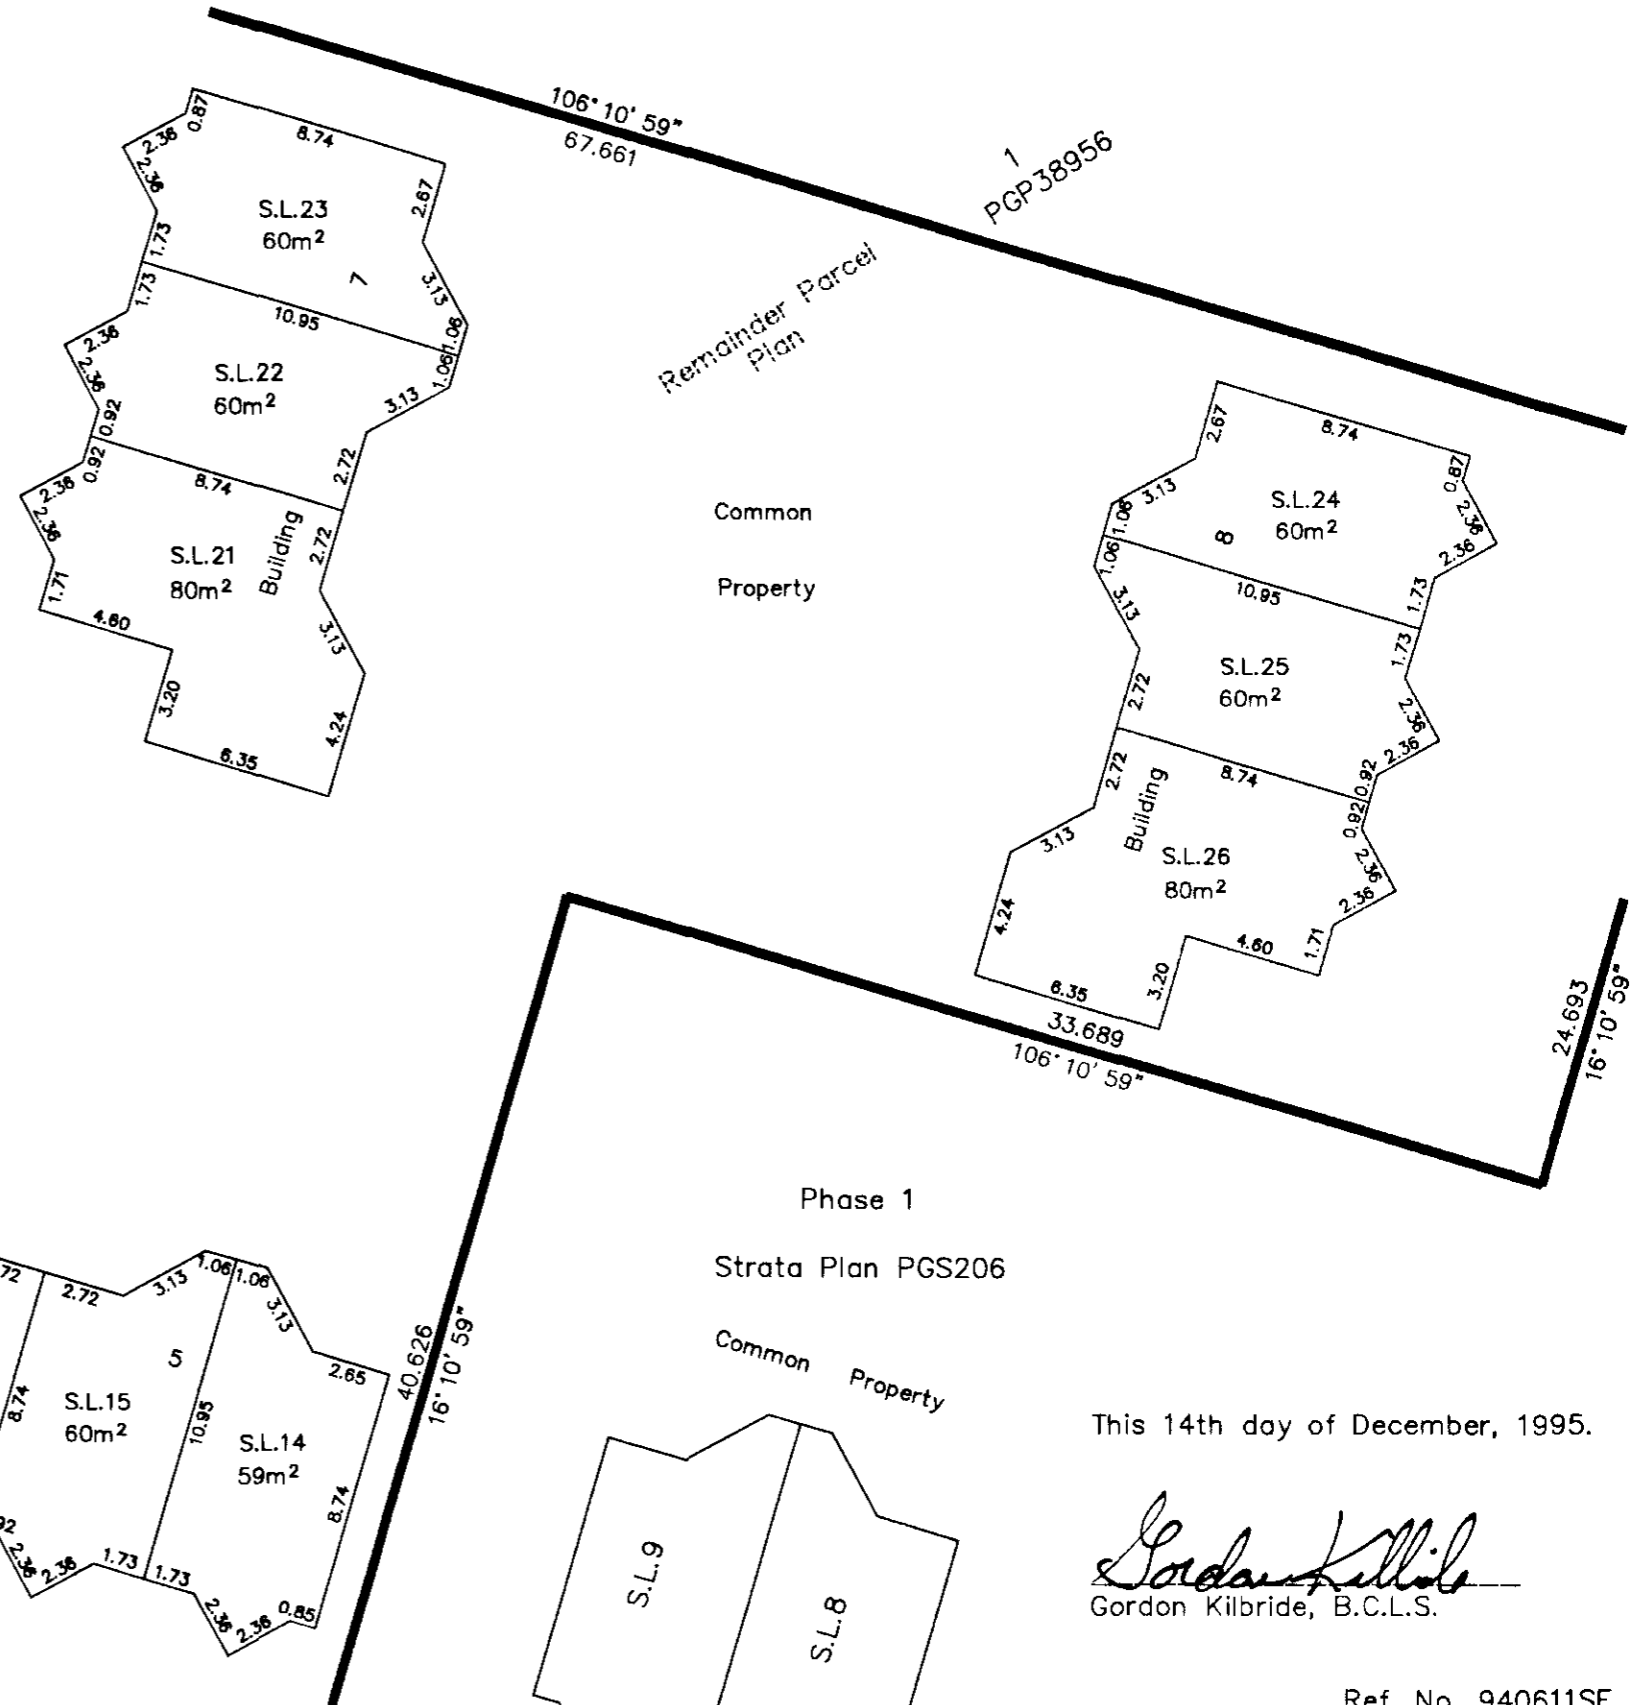 106° 10' 59"
67.661
1
PGP38956
Remainder Parcel
Plan
Common
Property
0.87
2.36
2.36
8.74
2.67
S.L.23
60m²
1.73
7
3.13
1.73
10.95
1.06
2.36
2.36
S.L.22
60m²
1.06
3.13
0.92
2.72
0.92
8.74
2.36
2.36
S.L.21
80m²
Building
2.72
1.71
4.60
3.13
3.20
4.24
6.35
2.67
8.74
0.87
3.13
S.L.24
60m²
2.36
1.06
8
2.36
1.06
10.95
1.73
3.13
S.L.25
60m²
1.73
2.72
2.36
2.36
2.72
8.74
0.92
Building
0.92
3.13
S.L.26
80m²
2.36
2.36
4.24
4.60
1.71
3.20
6.35
33.689
106° 10' 59"
24.693
16° 10' 59"
Phase 1
Strata Plan PGS206
Common Property
40.626
16° 10' 59"
72
2.72
3.13
1.06
1.06
3.13
5
2.65
8.74
S.L.15
60m²
10.95
S.L.14
59m²
8.74
92
2.36
2.36
1.73
1.73
2.36
2.36
0.85
S.L.9
S.L.8
This 14th day of December, 1995.
Gordon Kilbride
Gordon Kilbride, B.C.L.S.
Ref. No. 940611SF